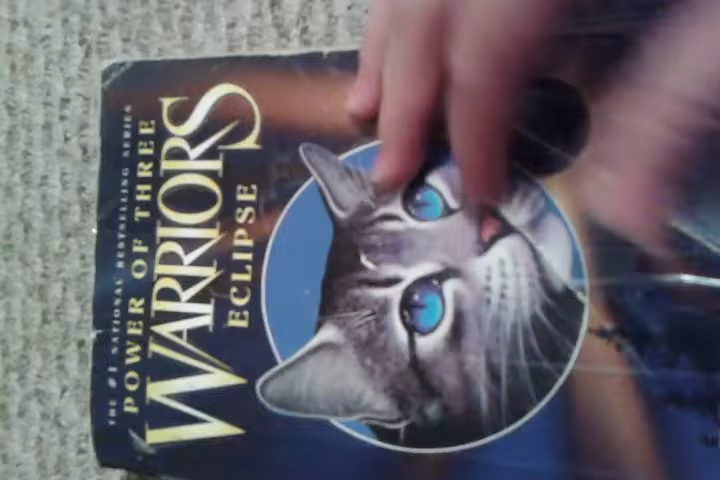 THE #1 NATIONAL BESTSELLING SERIES
POWER OF THREE
WARRIORS
ECLIPSE